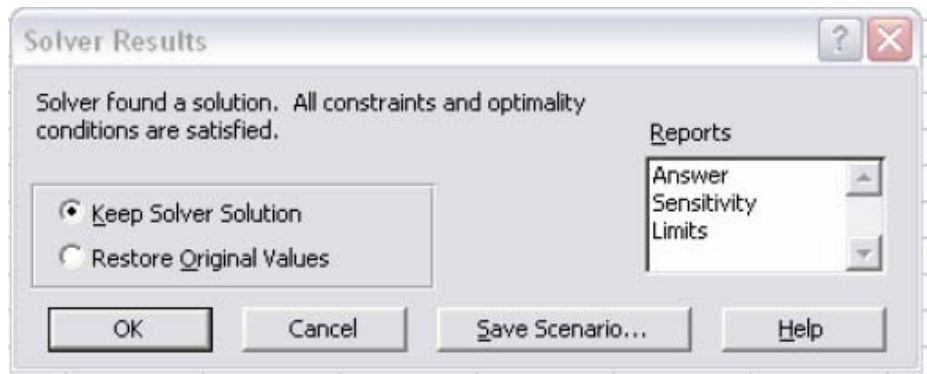 Solver Results
Solver found a solution. All constraints and optimality
conditions are satisfied.
Reports
Answer
Sensitivity
Limits
Keep Solver Solution
Restore Original Values
OK Cancel Save Scenario... Help